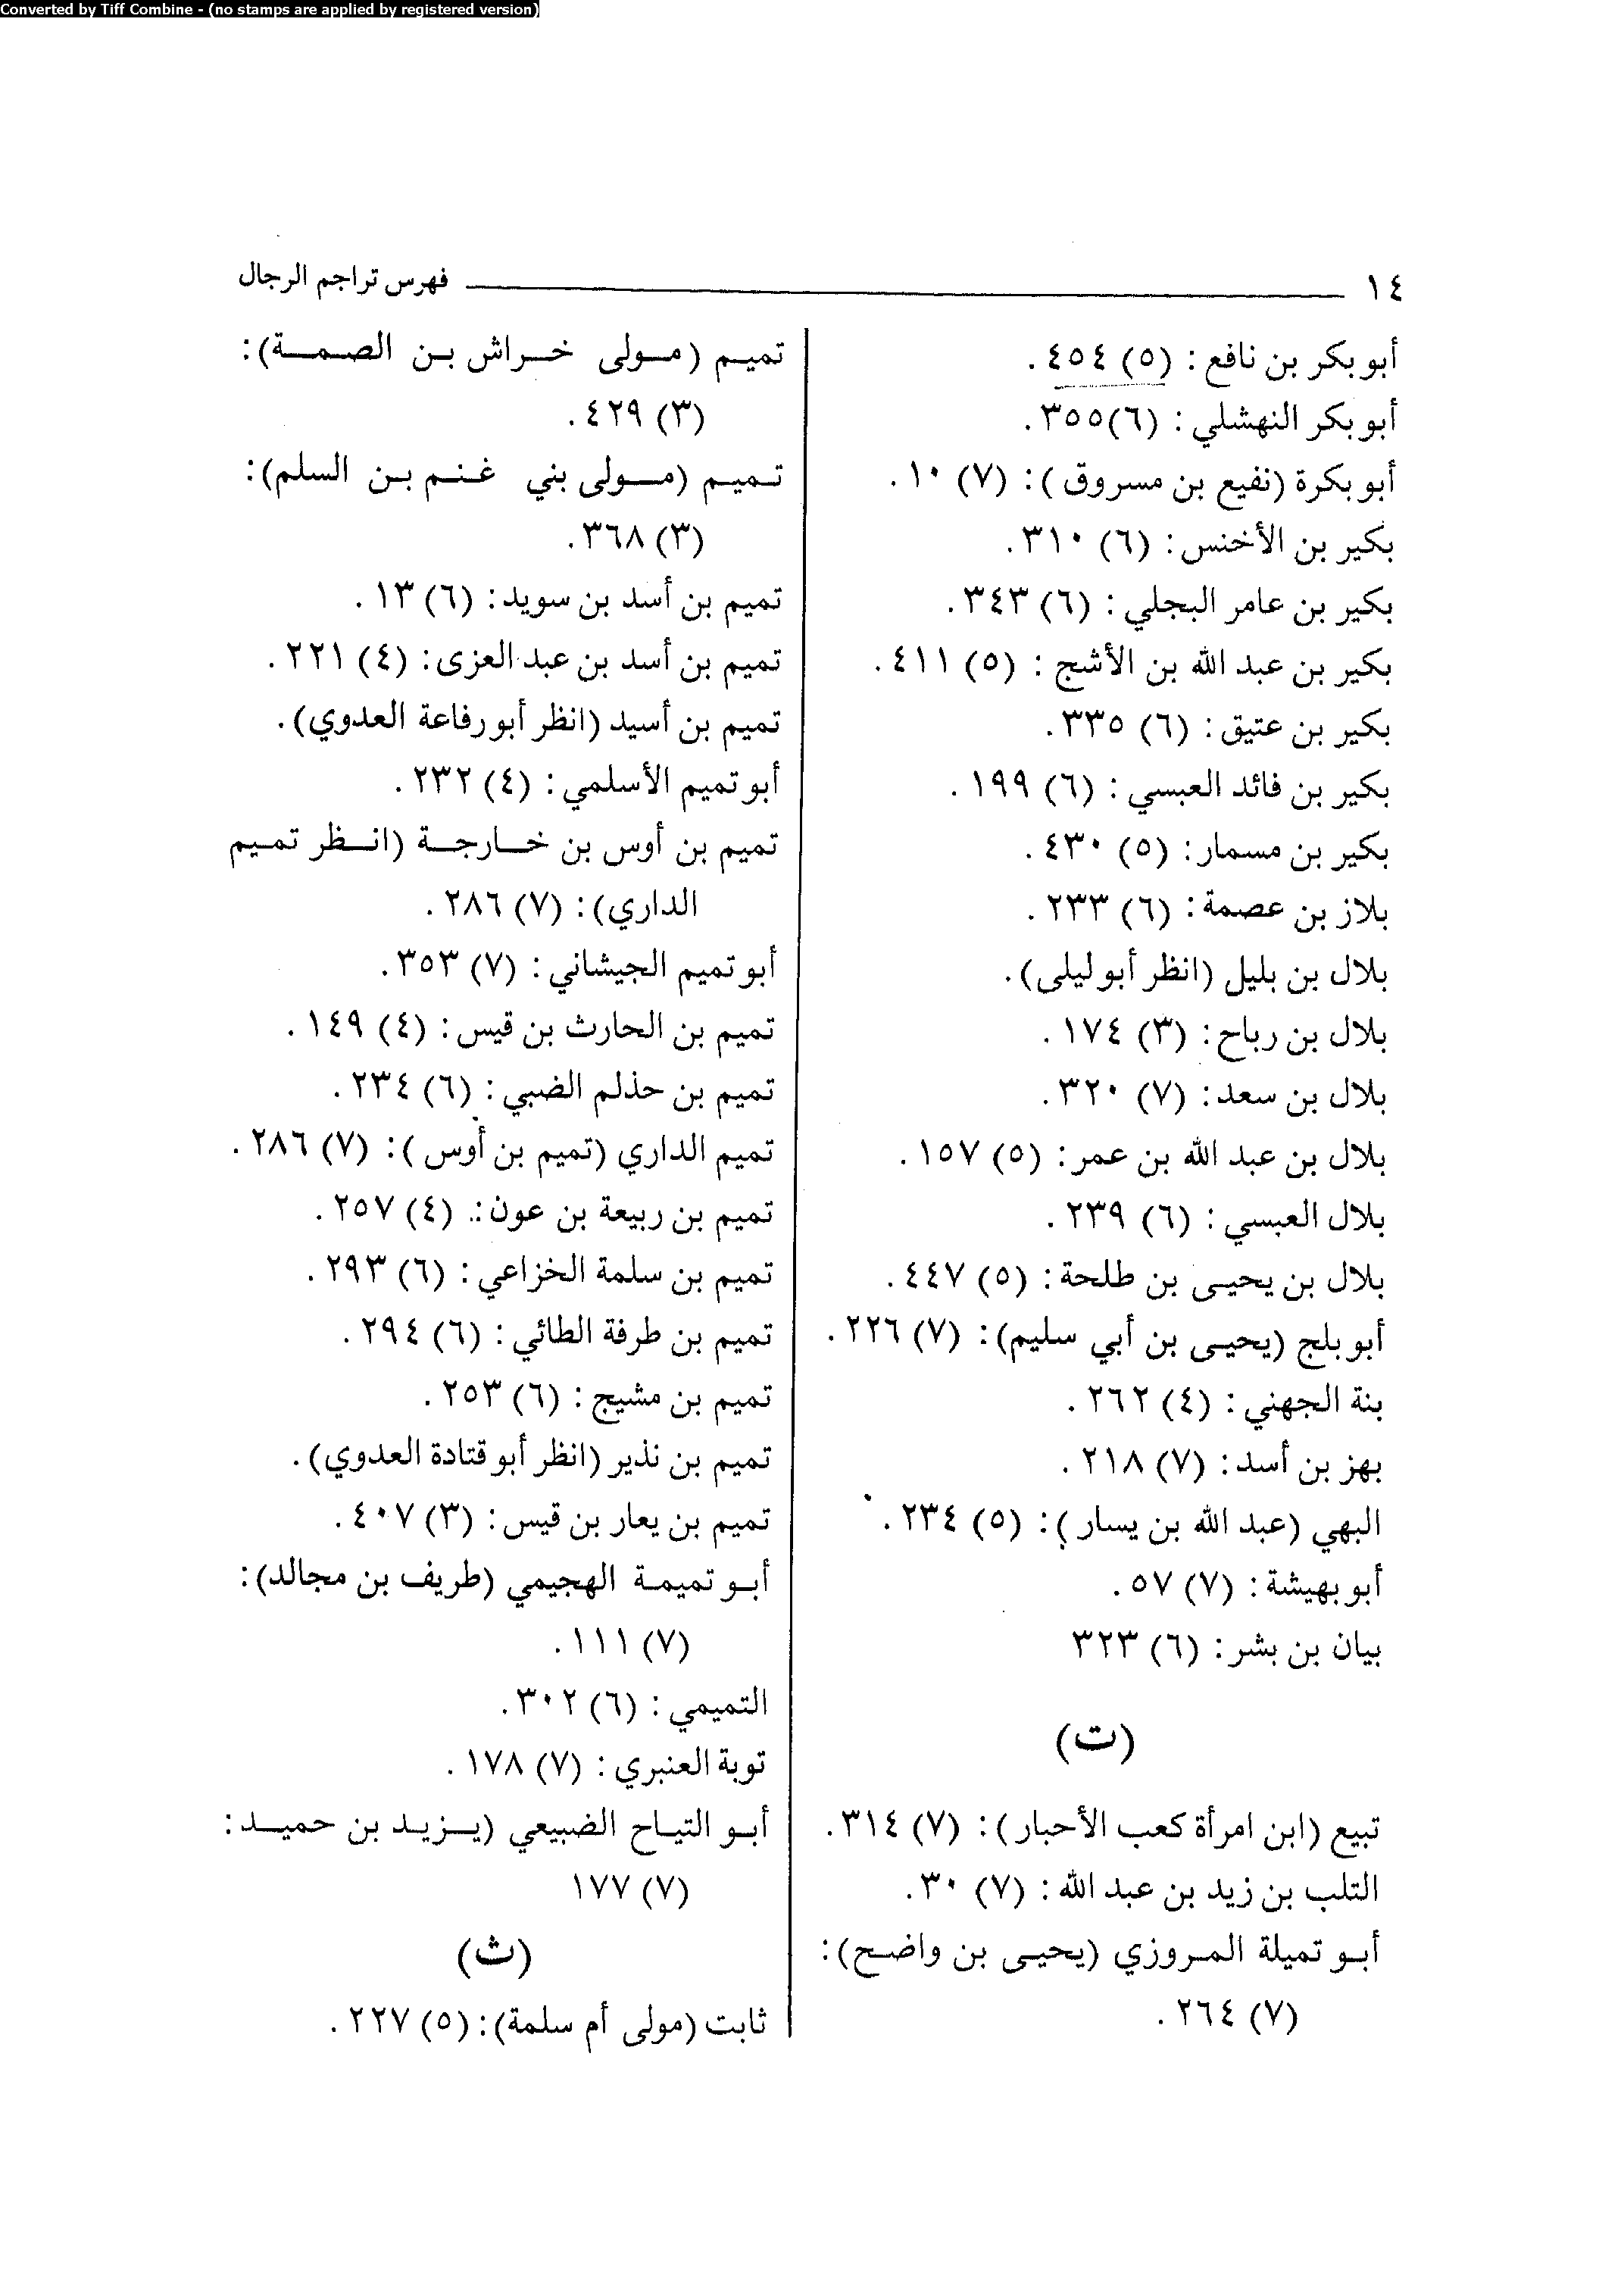 Converted by Tiff Combine - (no stamps are applied by registered version)
١٤ فهرس تراجم الرجال
أبو بكر بن نافع: (٥) ٤٥٤.
أبو بكر النهشلي: (٦) ٣٥٥.
أبو بكرة (نفيع بن مسروق): (٧) ١٠.
بكير بن الأخنس: (٦) ٣١٠.
بكير بن عامر البجلي: (٦) ٣٤٣.
بكير بن عبد الله بن الأشج: (٥) ٤١١.
بكير بن عتيق: (٦) ٣٣٥.
بكير بن فائد العبسي: (٦) ١٩٩.
بكير بن مسمار: (٥) ٤٣٠.
بلاز بن عصمة: (٦) ٢٣٣.
بلال بن بليل (انظر أبو ليلى).
بلال بن رباح: (٣) ١٧٤.
بلال بن سعد: (٧) ٣٢٠.
بلال بن عبد الله بن عمر: (٥) ١٥٧.
بلال العبسي: (٦) ٢٣٩.
بلال بن يحيى بن طلحة: (٥) ٤٤٧.
أبو بلج (يحيى بن أبي سليم): (٧) ٢٢٦.
بنة الجهني: (٤) ٢٦٢.
بهز بن أسد: (٧) ٢١٨.
البهي (عبد الله بن يسار): (٥) ٢٣٤.
أبو بهيشة: (٧) ٥٧.
بيان بن بشر: (٦) ٣٢٣
(ت)
تبيع (ابن امرأة كعب الأحبار): (٧) ٣١٤.
التلب بن زيد بن عبد الله: (٧) ٣٠.
أبو تميلة المروزي (يحيى بن واضح):
(٧) ٢٦٤.
تميم (مولى خراش بن الصمة):
(٣) ٤٢٩.
تميم (مولى بني غنم بن السلم):
(٣) ٣٦٨.
تميم بن أسد بن سويد: (٦) ١٣.
تميم بن أسد بن عبد العزى: (٤) ٢٢١.
تميم بن أسيد (انظر أبو رفاعة العدوي).
أبو تميم الأسلمي: (٤) ٢٣٢.
تميم بن أوس بن خارجة (انظر تميم
الداري): (٧) ٢٨٦.
أبو تميم الجيشاني: (٧) ٣٥٣.
تميم بن الحارث بن قيس: (٤) ١٤٩.
تميم بن حذلم الضبي: (٦) ٢٣٤.
تميم الداري (تميم بن أوس): (٧) ٢٨٦.
تميم بن ربيعة بن عون: (٤) ٢٥٧.
تميم بن سلمة الخزاعي: (٦) ٢٩٣.
تميم بن طرفة الطائي: (٦) ٢٩٤.
تميم بن مشيج: (٦) ٢٥٣.
تميم بن نذير (انظر أبو قتادة العدوي).
تميم بن يعار بن قيس: (٣) ٤٠٧.
أبو تميمة الهجيمي (طريف بن مجالد):
(٧) ١١١.
التميمي: (٦) ٣٠٢.
توبة العنبري: (٧) ١٧٨.
أبو التياح الضبيعي (يزيد بن حميد:
(٧) ١٧٧
(ث)
ثابت (مولى أم سلمة): (٥) ٢٢٧.